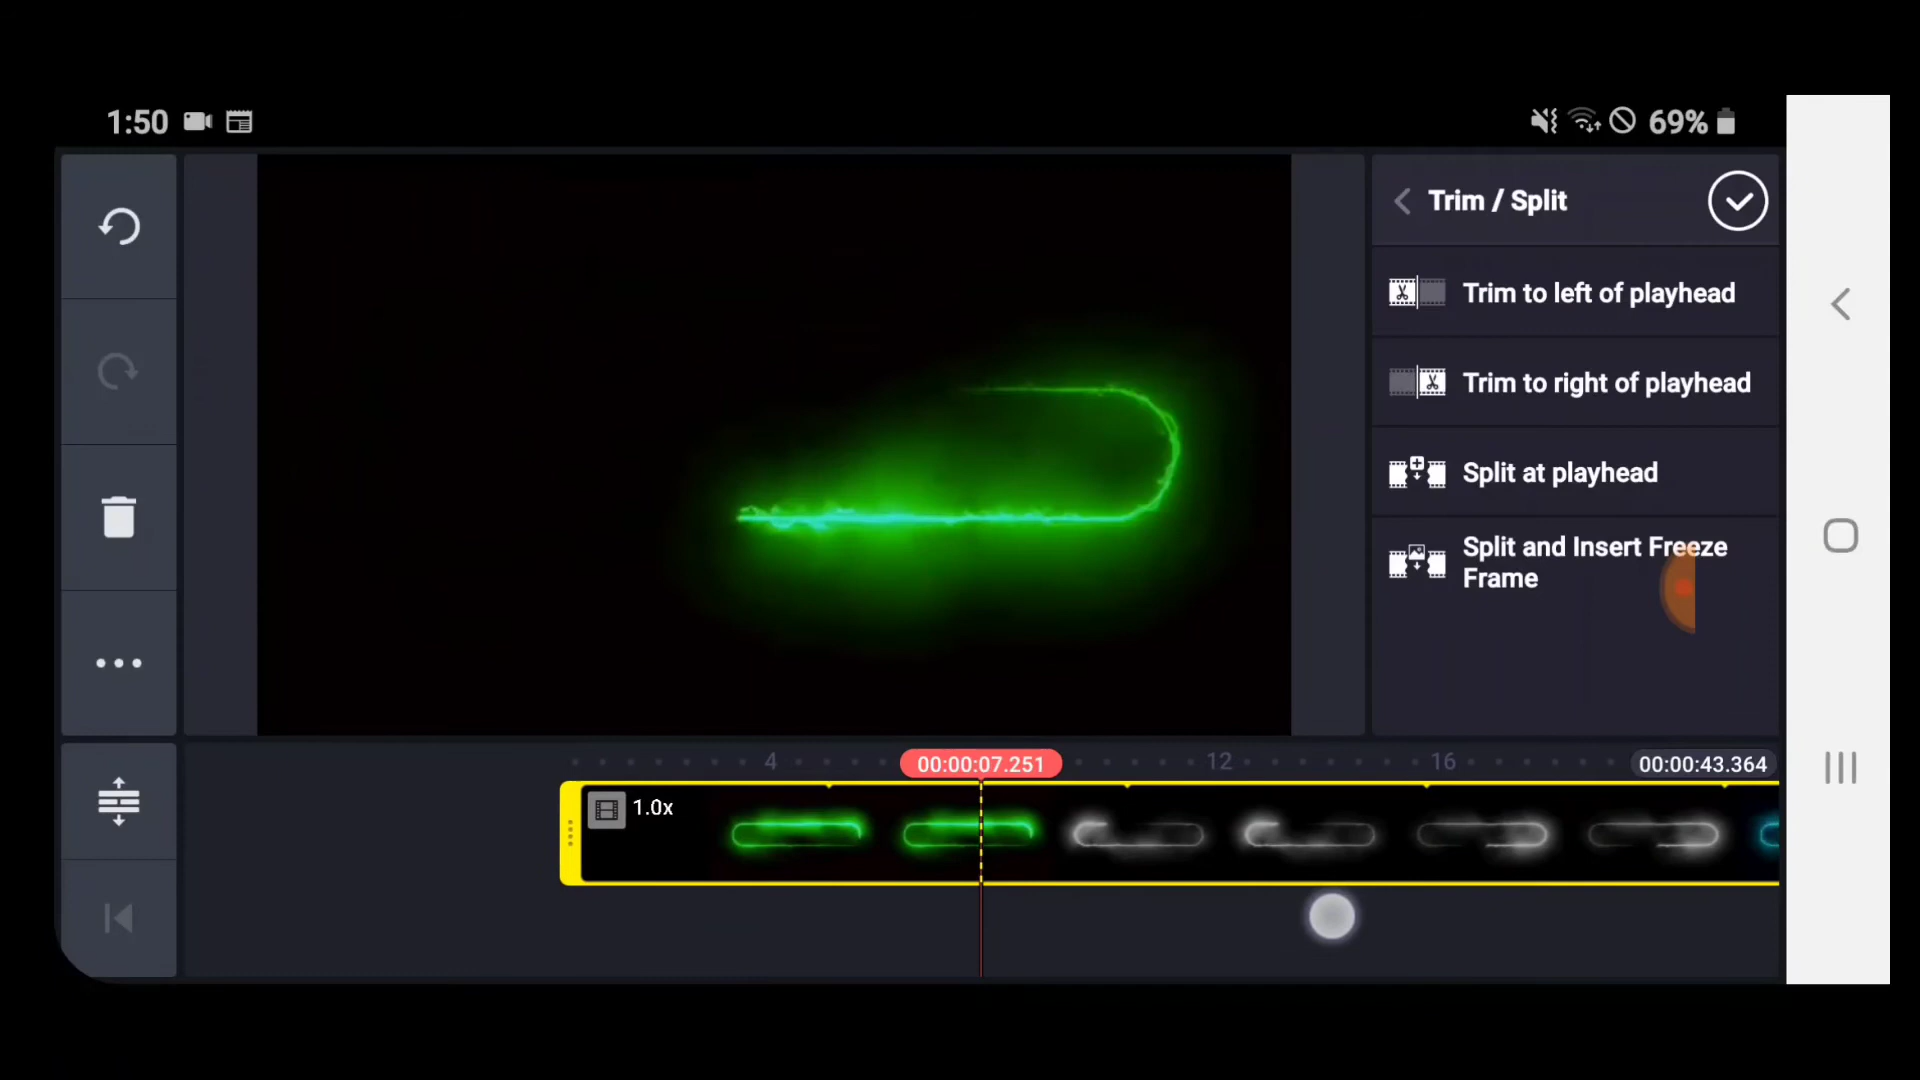 1:50
69%
Trim / Split
Trim to left of playhead
Trim to right of playhead
Split at playhead
Split and Insert Freeze
Frame
4
00:00:07.251
12
16
00:00:43.364
1.0x